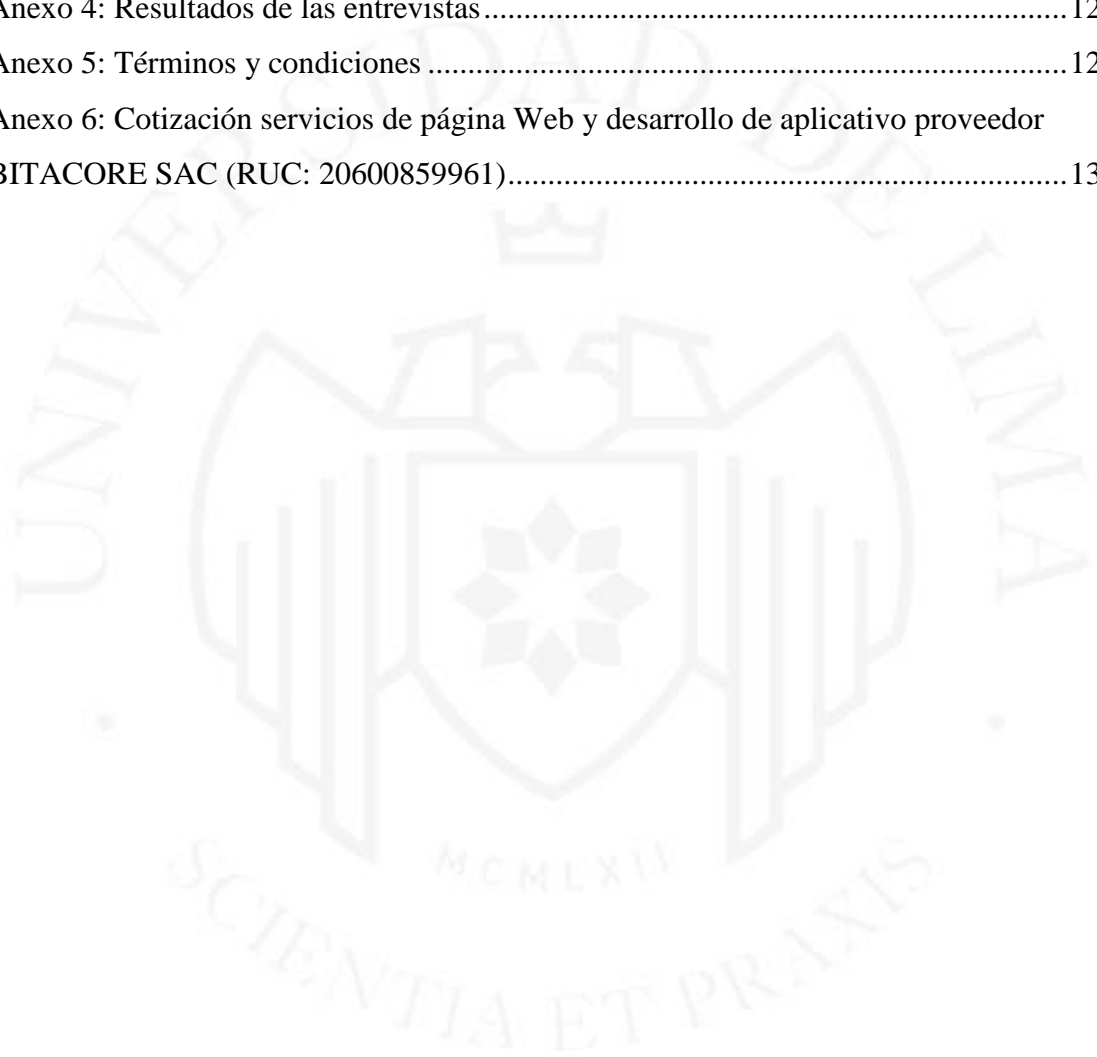 Anexo 4: Resultados de las entrevistas.......................................................................12
Anexo 5: Términos y condiciones ..............................................................................12
Anexo 6: Cotización servicios de página Web y desarrollo de aplicativo proveedor
BITACORE SAC (RUC: 20600859961)....................................................................13
UNIVERSIDAD DE LIMA
MCMLXII
SCIENTIA ET PRAXIS